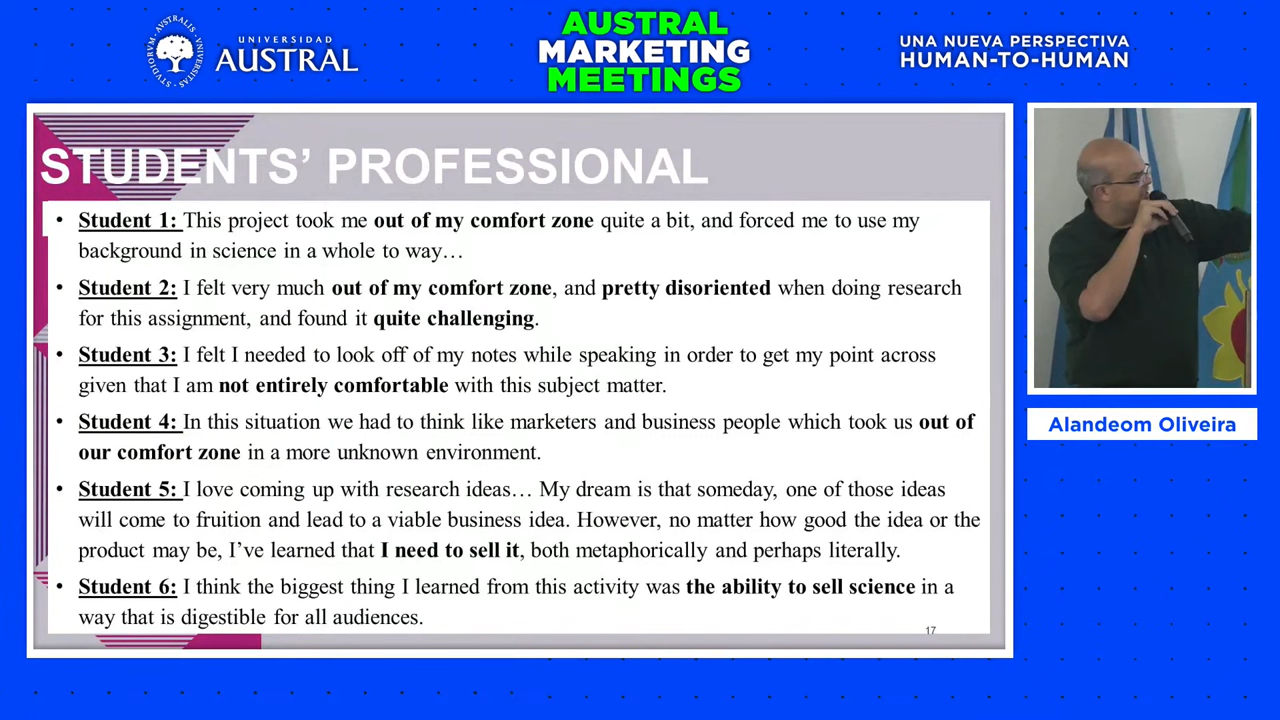 STUDIORVM AVSTRALIS VNIVERSITAS
UNIVERSIDAD
AUSTRAL
AUSTRAL
MARKETING
MEETINGS
UNA NUEVA PERSPECTIVA
HUMAN-TO-HUMAN
STUDENTS’ PROFESSIONAL
• Student 1: This project took me out of my comfort zone quite a bit, and forced me to use my
background in science in a whole to way…
• Student 2: I felt very much out of my comfort zone, and pretty disoriented when doing research
for this assignment, and found it quite challenging.
• Student 3: I felt I needed to look off of my notes while speaking in order to get my point across
given that I am not entirely comfortable with this subject matter.
• Student 4: In this situation we had to think like marketers and business people which took us out of
our comfort zone in a more unknown environment.
• Student 5: I love coming up with research ideas… My dream is that someday, one of those ideas
will come to fruition and lead to a viable business idea. However, no matter how good the idea or the
product may be, I’ve learned that I need to sell it, both metaphorically and perhaps literally.
• Student 6: I think the biggest thing I learned from this activity was the ability to sell science in a
way that is digestible for all audiences.
17
Alandeom Oliveira